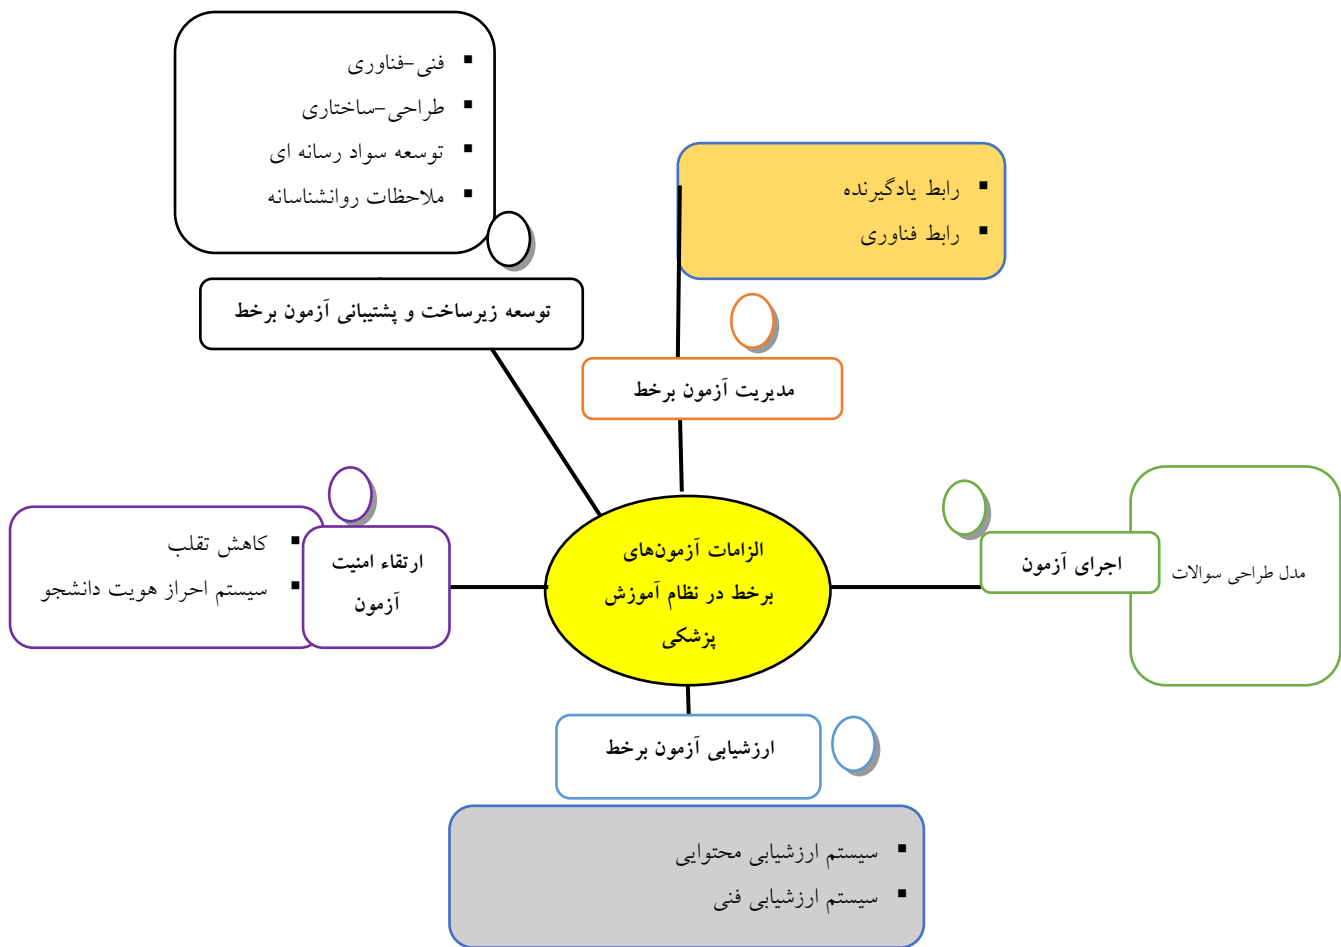 فنی-فناوری
طراحی-ساختاری
توسعه سواد رسانه ای
ملاحظات روانشناسانه
توسعه زیرساخت و پشتیبانی آزمون برخط
رابط یادگیرنده
رابط فناوری
مدیریت آزمون برخط
مدل طراحی سوالات
اجرای آزمون
الزامات آزمون‌های
برخط در نظام آموزش
پزشکی
ارتقاء امنیت
آزمون
کاهش تقلب
سیستم احراز هویت دانشجو
ارزشیابی آزمون برخط
سیستم ارزشیابی محتوایی
سیستم ارزشیابی فنی